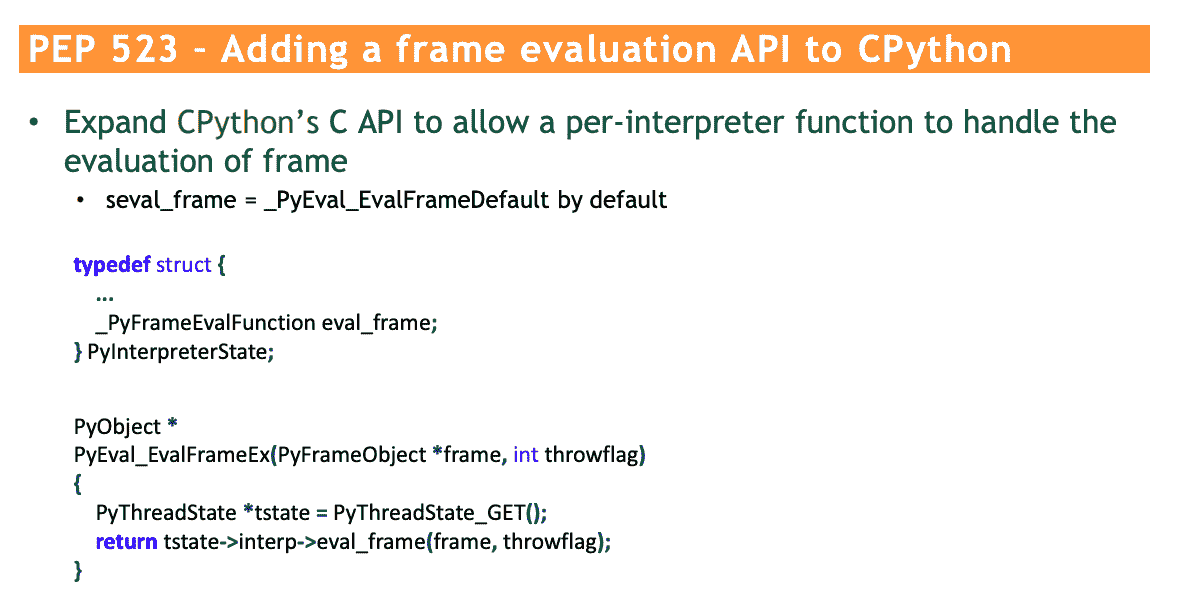 PEP 523 – Adding a frame evaluation API to CPython
• Expand CPython's C API to allow a per-interpreter function to handle the
evaluation of frame
• seval_frame = _PyEval_EvalFrameDefault by default
typedef struct {
...
_PyFrameEvalFunction eval_frame;
} PyInterpreterState;
PyObject *
PyEval_EvalFrameEx(PyFrameObject *frame, int throwflag)
{
PyThreadState *tstate = PyThreadState_GET();
return tstate->interp->eval_frame(frame, throwflag);
}